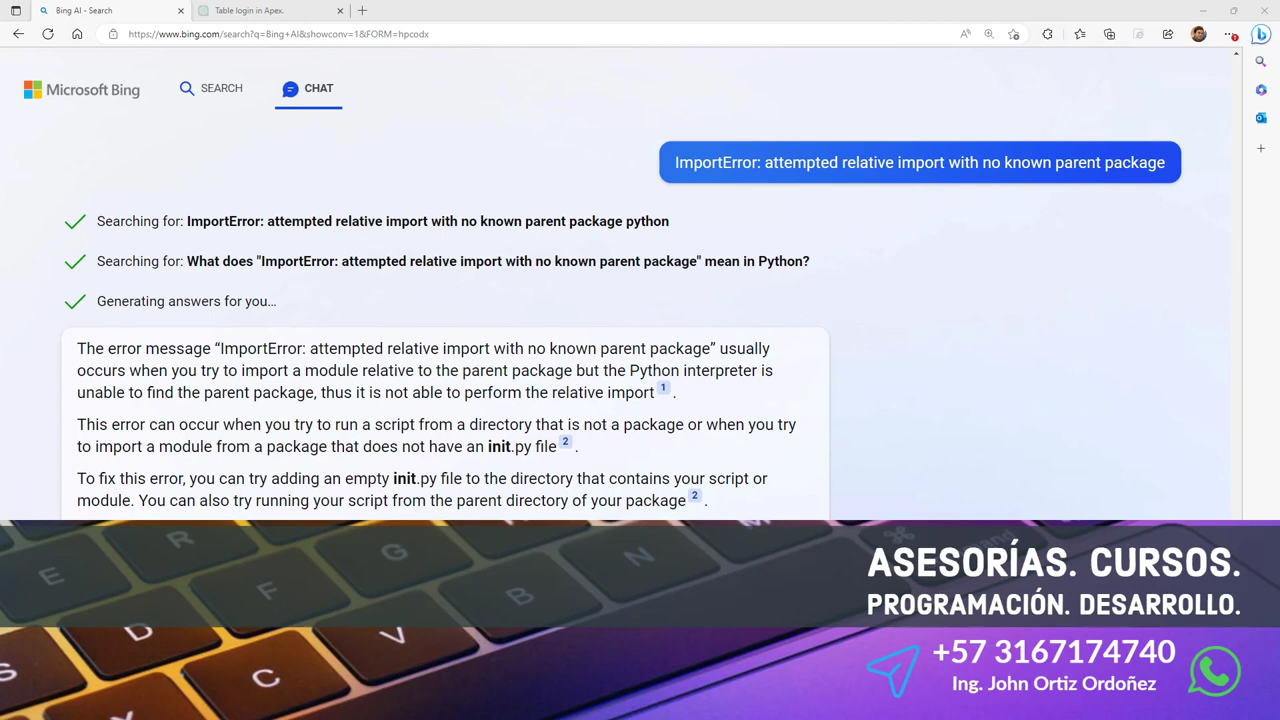 Bing AI - Search
Table login in Apex.
https://www.bing.com/search?q=Bing+AI&showconv=1&FORM=hpcodx
Microsoft Bing
SEARCH
CHAT
ImportError: attempted relative import with no known parent package
Searching for: ImportError: attempted relative import with no known parent package python
Searching for: What does "ImportError: attempted relative import with no known parent package" mean in Python?
Generating answers for you...
The error message “ImportError: attempted relative import with no known parent package” usually
occurs when you try to import a module relative to the parent package but the Python interpreter is
unable to find the parent package, thus it is not able to perform the relative import 1 .
This error can occur when you try to run a script from a directory that is not a package or when you try
to import a module from a package that does not have an init.py file 2 .
To fix this error, you can try adding an empty init.py file to the directory that contains your script or
module. You can also try running your script from the parent directory of your package 2 .
E
R
F
G
B
N
M
command
D
S
C
V
ASESORÍAS. CURSOS.
PROGRAMACIÓN. DESARROLLO.
+57 3167174740
Ing. John Ortiz Ordoñez